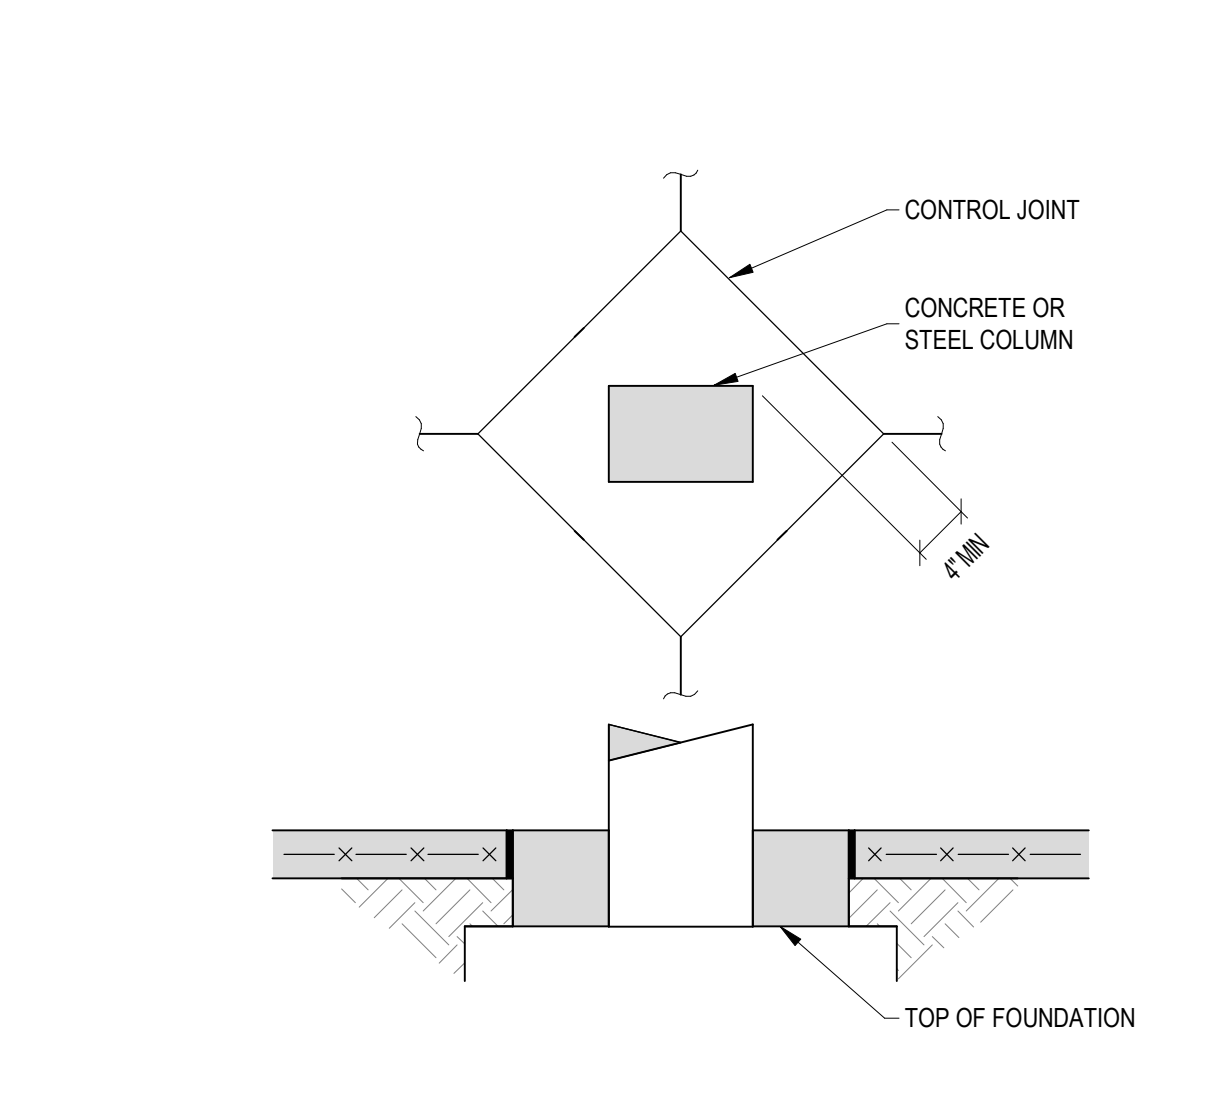 CONTROL JOINT
CONCRETE OR
STEEL COLUMN
4" MIN
TOP OF FOUNDATION